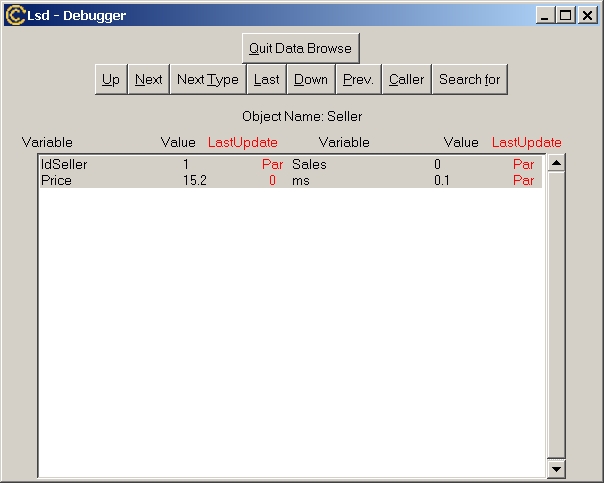 Lsd - Debugger
Quit Data Browse
Up Next Next Type Last Down Prev. Caller Search for
Object Name: Seller
Variable Value LastUpdate Variable Value LastUpdate
IdSeller 1 Par Sales 0 Par
Price 15.2 0 ms 0.1 Par